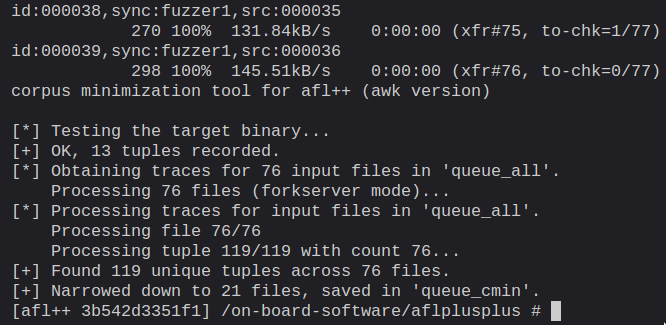 id:000038,sync:fuzzer1,src:000035
270 100% 131.84kB/s 0:00:00 (xfr#75, to-chk=1/77)
id:000039,sync:fuzzer1,src:000036
298 100% 145.51kB/s 0:00:00 (xfr#76, to-chk=0/77)
corpus minimization tool for afl++ (awk version)

[*] Testing the target binary...
[+] OK, 13 tuples recorded.
[*] Obtaining traces for 76 input files in 'queue_all'.
Processing 76 files (forkserver mode)...
[*] Processing traces for input files in 'queue_all'.
Processing file 76/76
Processing tuple 119/119 with count 76...
[+] Found 119 unique tuples across 76 files.
[+] Narrowed down to 21 files, saved in 'queue_cmin'.
[afl++ 3b542d3351f1] /on-board-software/aflplusplus #